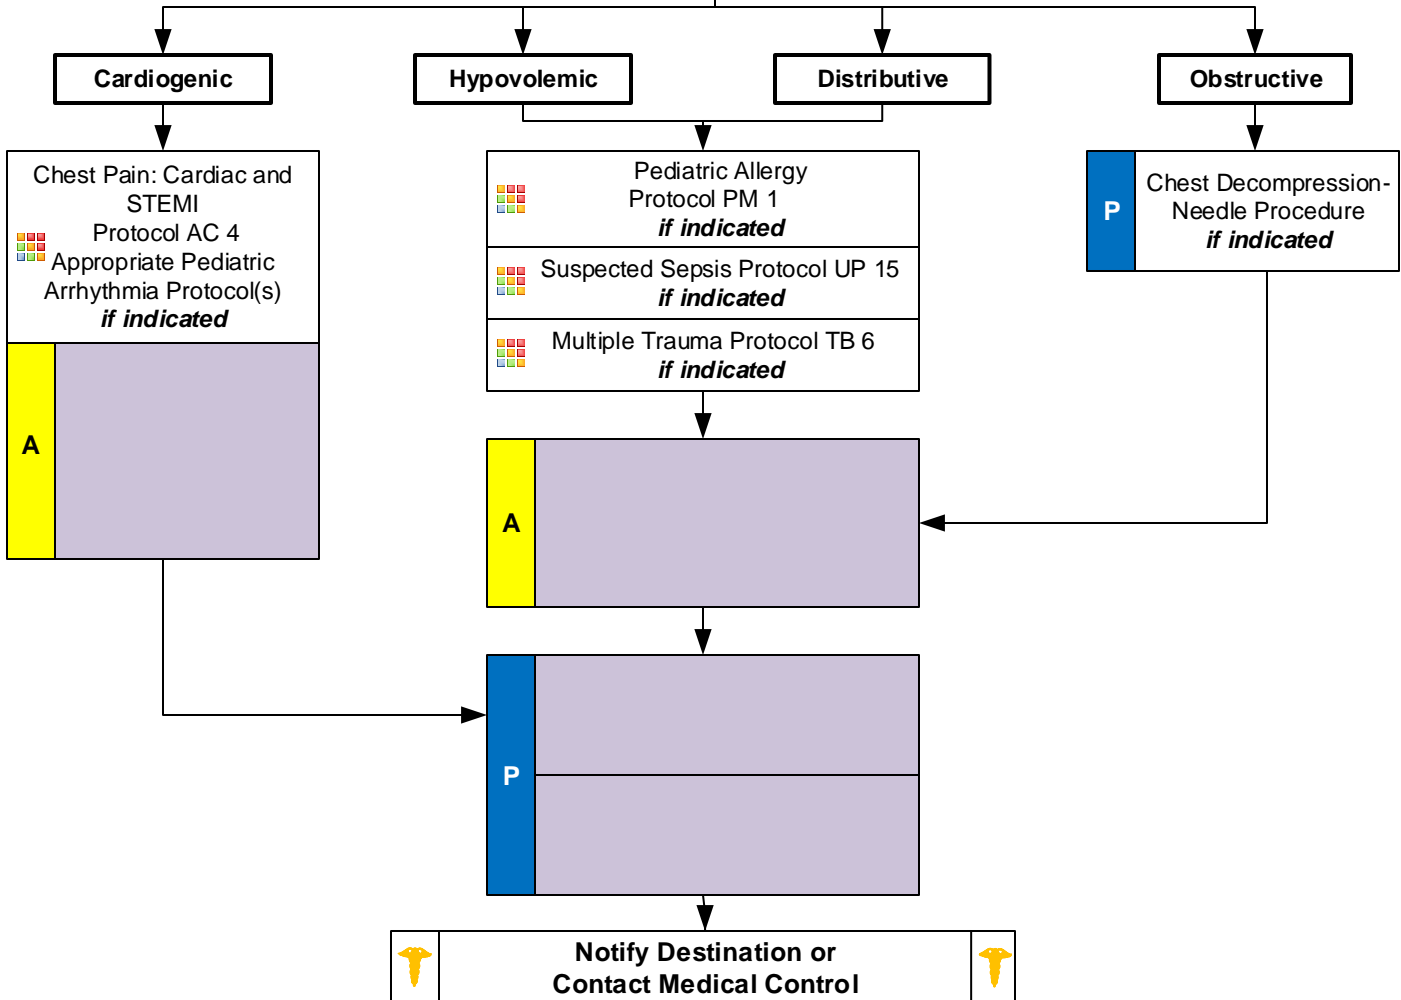 Cardiogenic
Hypovolemic
Distributive
Obstructive
Chest Pain: Cardiac and
STEMI
Protocol AC 4
Appropriate Pediatric
Arrhythmia Protocol(s)
if indicated
A
Pediatric Allergy
Protocol PM 1
if indicated
Suspected Sepsis Protocol UP 15
if indicated
Multiple Trauma Protocol TB 6
if indicated
P
Chest Decompression-
Needle Procedure
if indicated
A
P
Notify Destination or
Contact Medical Control